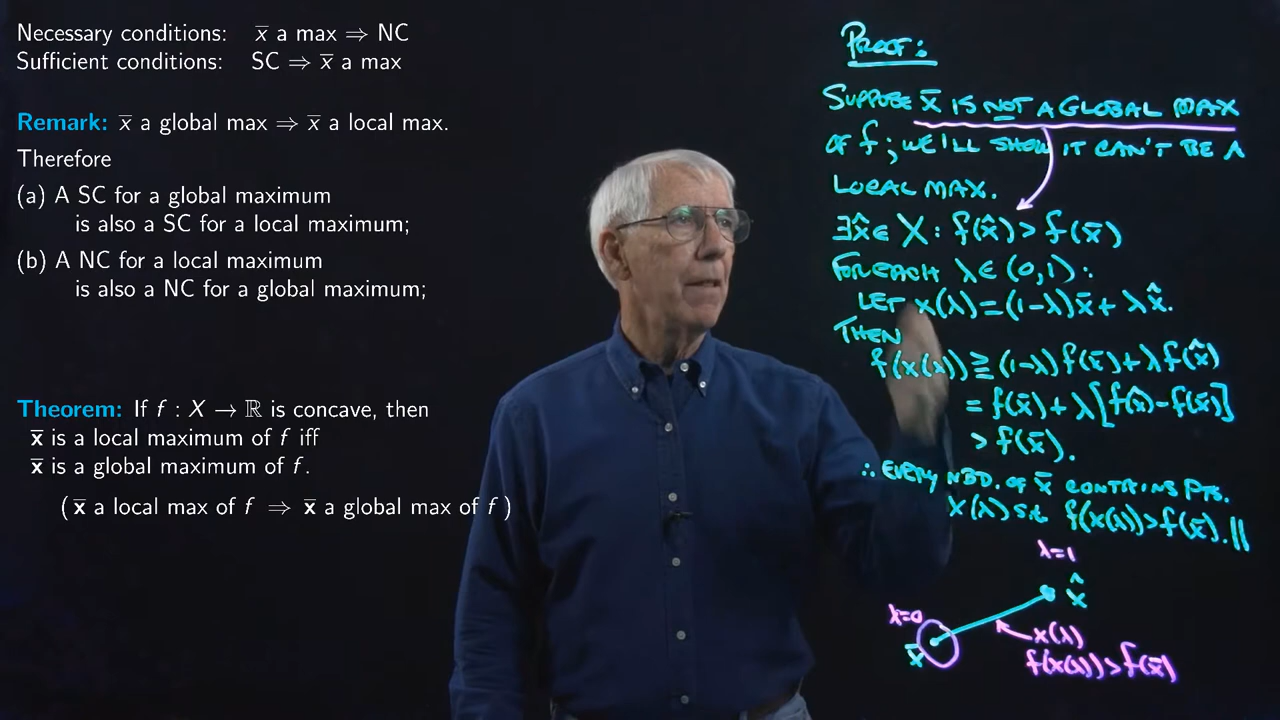 Necessary conditions: x̄ a max ⇒ NC
Sufficient conditions: SC ⇒ x̄ a max
Remark: x̄ a global max ⇒ x̄ a local max.
Therefore
(a) A SC for a global maximum
is also a SC for a local maximum;
(b) A NC for a local maximum
is also a NC for a global maximum;
Theorem: If f : X → ℝ is concave, then
x̄ is a local maximum of f iff
x̄ is a global maximum of f.
(x̄ a local max of f ⇒ x̄ a global max of f)
PROOF:
SUPPOSE x̄ IS NOT A GLOBAL MAX
OF f; WE'LL SHOW IT CAN'T BE A
LOCAL MAX.
∃x̂ ∈ X: f(x̂) > f(x̄)
FOR EACH λ ∈ (0,1):
LET x(λ) = (1-λ)x̄ + λx̂.
THEN
f(x(λ)) ≧ (1-λ)f(x̄) + λf(x̂)
= f(x̄) + λ[f(x̂) - f(x̄)]
> f(x̄).
∴ EVERY NBD. OF x̄ CONTAINS PTS.
x(λ) s.t. f(x(λ)) > f(x̄). ||
λ=1
x̂
λ=0
x̄
x(λ)
f(x(λ)) > f(x̄)